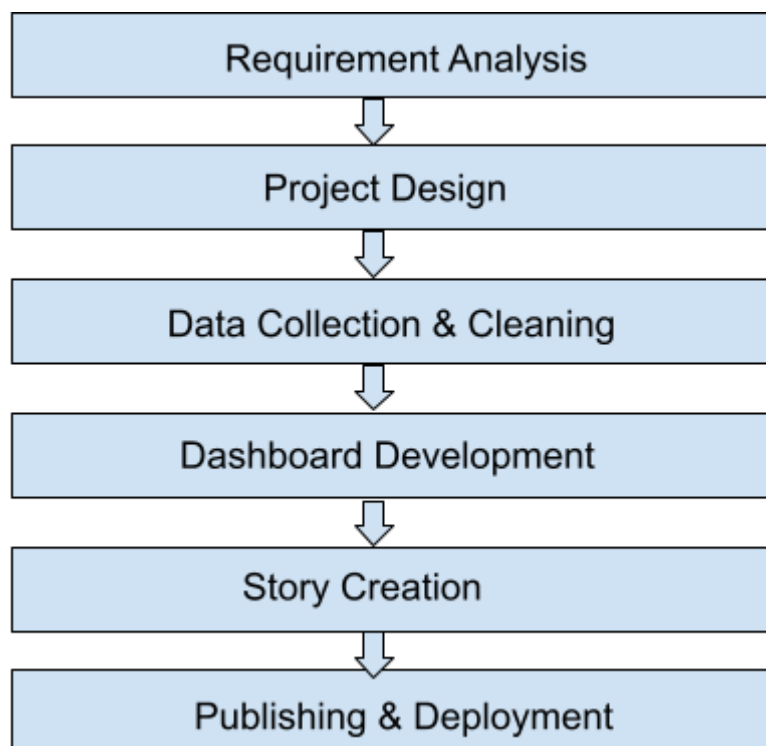 Requirement Analysis
Project Design
Data Collection & Cleaning
Dashboard Development
Story Creation
Publishing & Deployment